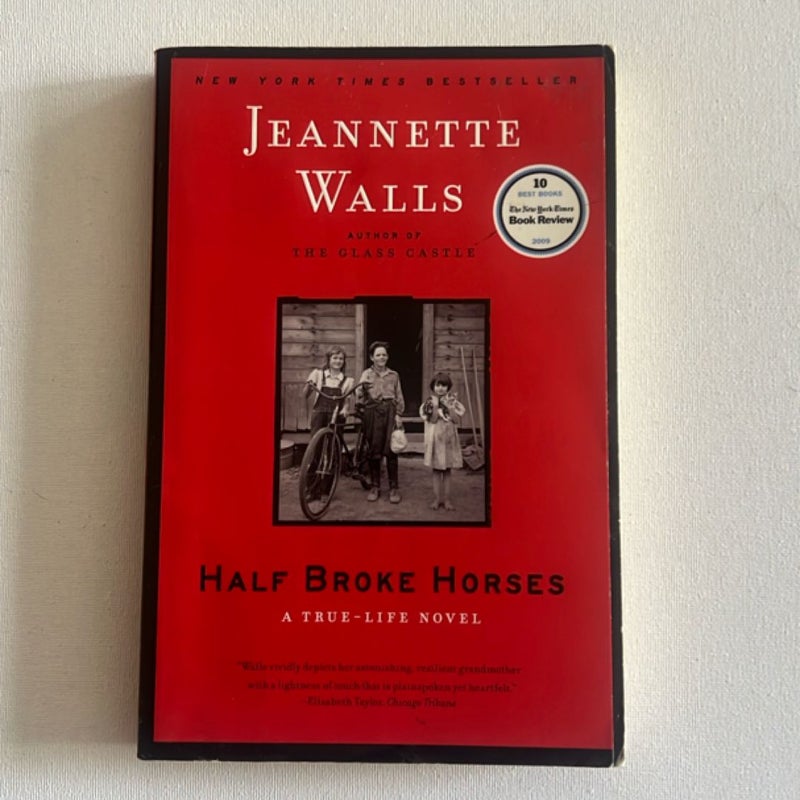 NEW YORK TIMES BESTSELLER
JEANNETTE
WALLS
10
BEST BOOKS
The New York Times
Book Review
2009
AUTHOR OF
THE GLASS CASTLE
HALF BROKE HORSES
A TRUE-LIFE NOVEL
"Walls vividly depicts her astonishing, resilient grandmother
with a lightness of touch that is plainspoken yet heartfelt."
–Elisabeth Taylor, Chicago Tribune